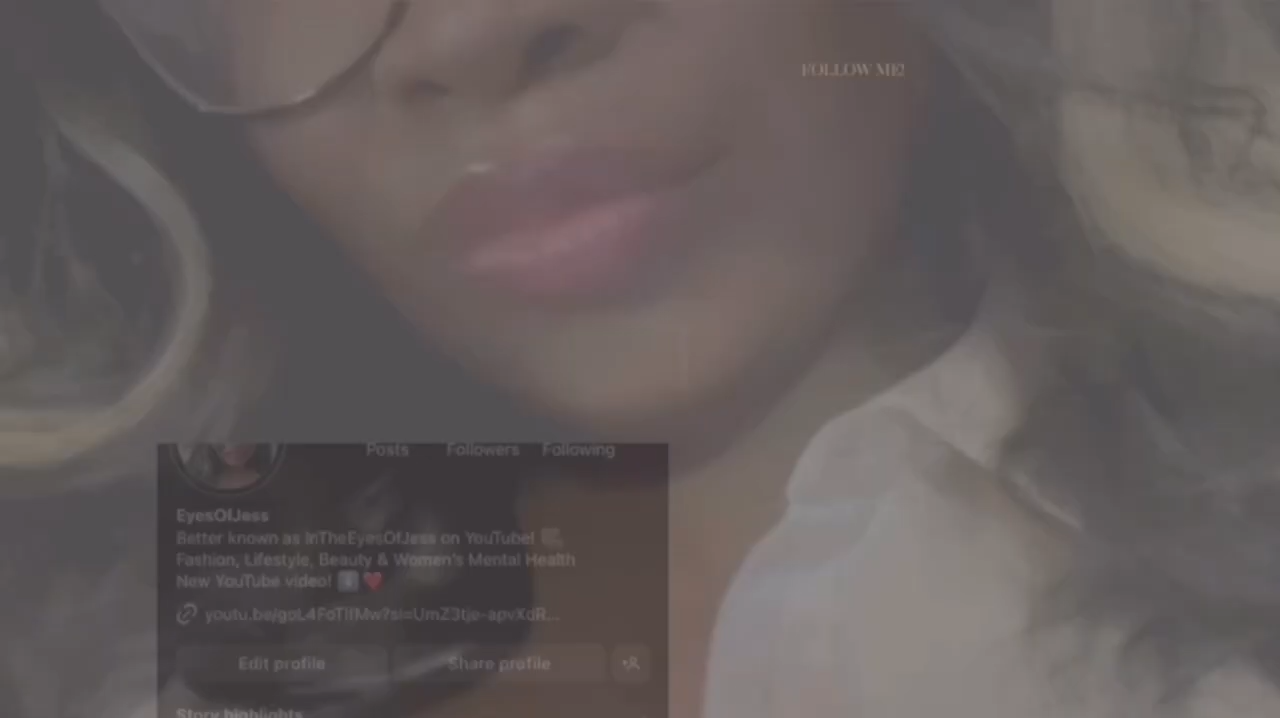 FOLLOW ME!
Posts Followers Following
EyesOfJess
Better known as InTheEyesOfJess on YouTube!
Fashion, Lifestyle, Beauty & Women's Mental Health
New YouTube video! ⬇️❤️
Edit profile Share profile
Story highlights